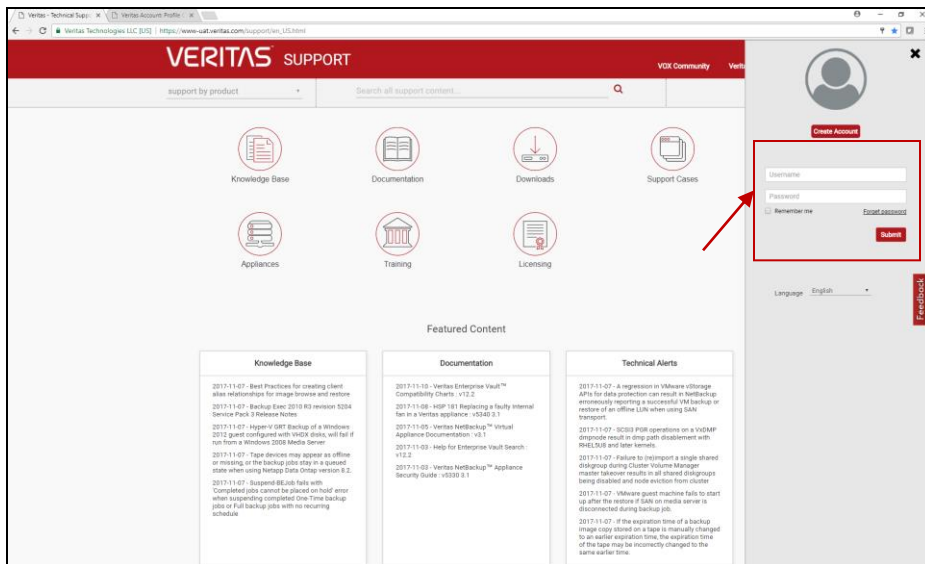 Veritas - Technical Supp
Veritas Account Profile (
Veritas Technologies LLC [US] | https://www-uat.veritas.com/support/en_US.html
VERITAS SUPPORT
VOX Community
Verit
support by product
Search all support content...
Create Account
Username
Password
Remember me
Forget password
Submit
Language English
Feedback
Knowledge Base
Documentation
Downloads
Support Cases
Appliances
Training
Licensing
Featured Content
Knowledge Base
2017-11-07 - Best Practices for creating client
alias relationships for image browse and restore
2017-11-07 - Backup Exec 2010 R3 revision 5204
Service Pack 3 Release Notes
2017-11-07 - Hyper-V GRT Backup of a Windows
2012 guest configured with VHDX disks, will fail if
run from a Windows 2008 Media Server
2017-11-07 - Tape devices may appear as offline
or missing, or the backup jobs stay in a queued
state when using Netapp Data Ontap version 8.2.
2017-11-07 - Suspend-BEJob fails with
'Completed jobs cannot be placed on hold' error
when suspending completed One-Time backup
jobs or Full backup jobs with no recurring
schedule
Documentation
2017-11-10 - Veritas Enterprise Vault™
Compatibility Charts : v12.2
2017-11-08 - HSP 181 Replacing a faulty internal
fan in a Veritas appliance : v5340 3.1
2017-11-05 - Veritas NetBackup™ Virtual
Appliance Documentation : v3.1
2017-11-03 - Help for Enterprise Vault Search :
v12.2
2017-11-03 - Veritas NetBackup™ Appliance
Security Guide : v5330 3.1
Technical Alerts
2017-11-07 - A regression in VMware vStorage
APIs for data protection can result in NetBackup
erroneously reporting a successful VM backup or
restore of an offline LUN when using SAN
transport.
2017-11-07 - SCSI3 PGR operations on a VxDMP
dmpnode result in dmp path disablement with
RHEL5U8 and later kernels.
2017-11-07 - Failure to (re)import a single shared
diskgroup during Cluster Volume Manager
master takeover results in all shared diskgroups
being disabled and node eviction from cluster
2017-11-07 - VMware guest machine fails to start
up after the restore if SAN on media server is
disconnected during backup job.
2017-11-07 - If the expiration time of a backup
image copy stored on a tape is manually changed
to an earlier expiration time, the expiration time
of the tape may be incorrectly changed to the
same earlier time.